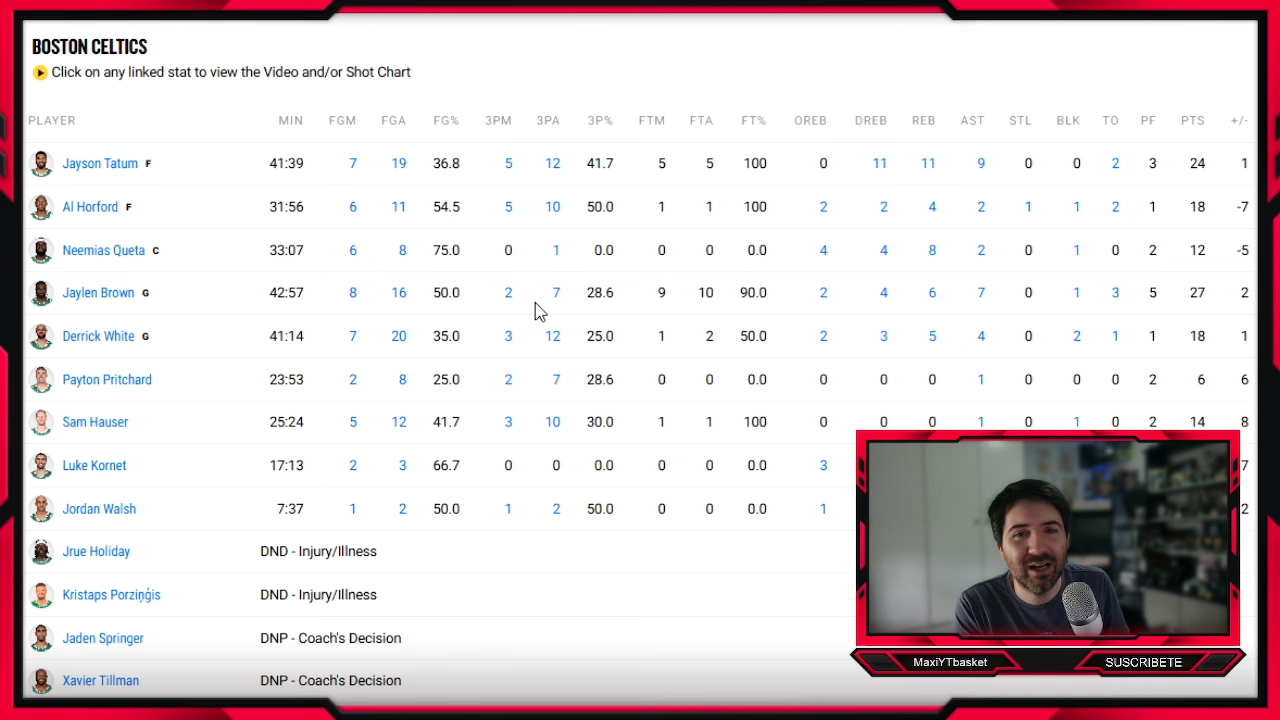 BOSTON CELTICS
Click on any linked stat to view the Video and/or Shot Chart
PLAYER MIN FGM FGA FG% 3PM 3PA 3P% FTM FTA FT% OREB DREB REB AST STL BLK TO PF PTS +/-
Jayson Tatum F 41:39 7 19 36.8 5 12 41.7 5 5 100 0 11 11 9 0 0 2 3 24 1
Al Horford F 31:56 6 11 54.5 5 10 50.0 1 1 100 2 2 4 2 1 1 2 1 18 -7
Neemias Queta C 33:07 6 8 75.0 0 1 0.0 0 0 0.0 4 4 8 2 0 1 0 2 12 -5
Jaylen Brown G 42:57 8 16 50.0 2 7 28.6 9 10 90.0 2 4 6 7 0 1 3 5 27 2
Derrick White G 41:14 7 20 35.0 3 12 25.0 1 2 50.0 2 3 5 4 0 2 1 1 18 1
Payton Pritchard 23:53 2 8 25.0 2 7 28.6 0 0 0.0 0 0 0 1 0 0 0 2 6 6
Sam Hauser 25:24 5 12 41.7 3 10 30.0 1 1 100 0 0 0 1 0 1 0 2 14 8
Luke Kornet 17:13 2 3 66.7 0 0 0.0 0 0 0.0 3 7
Jordan Walsh 7:37 1 2 50.0 1 2 50.0 0 0 0.0 1 2
Jrue Holiday DND - Injury/Illness
Kristaps Porziņģis DND - Injury/Illness
Jaden Springer DNP - Coach's Decision
Xavier Tillman DNP - Coach's Decision
MaxiYTbasket SUSCRIBETE